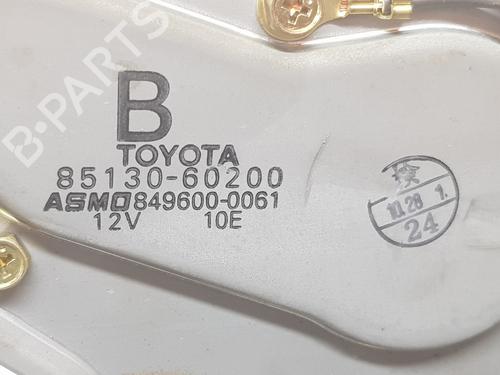 B
TOYOTA
85130-60200
ASMO 849600-0061
12V 10E
検
10.28 1.
24
B-PARTS